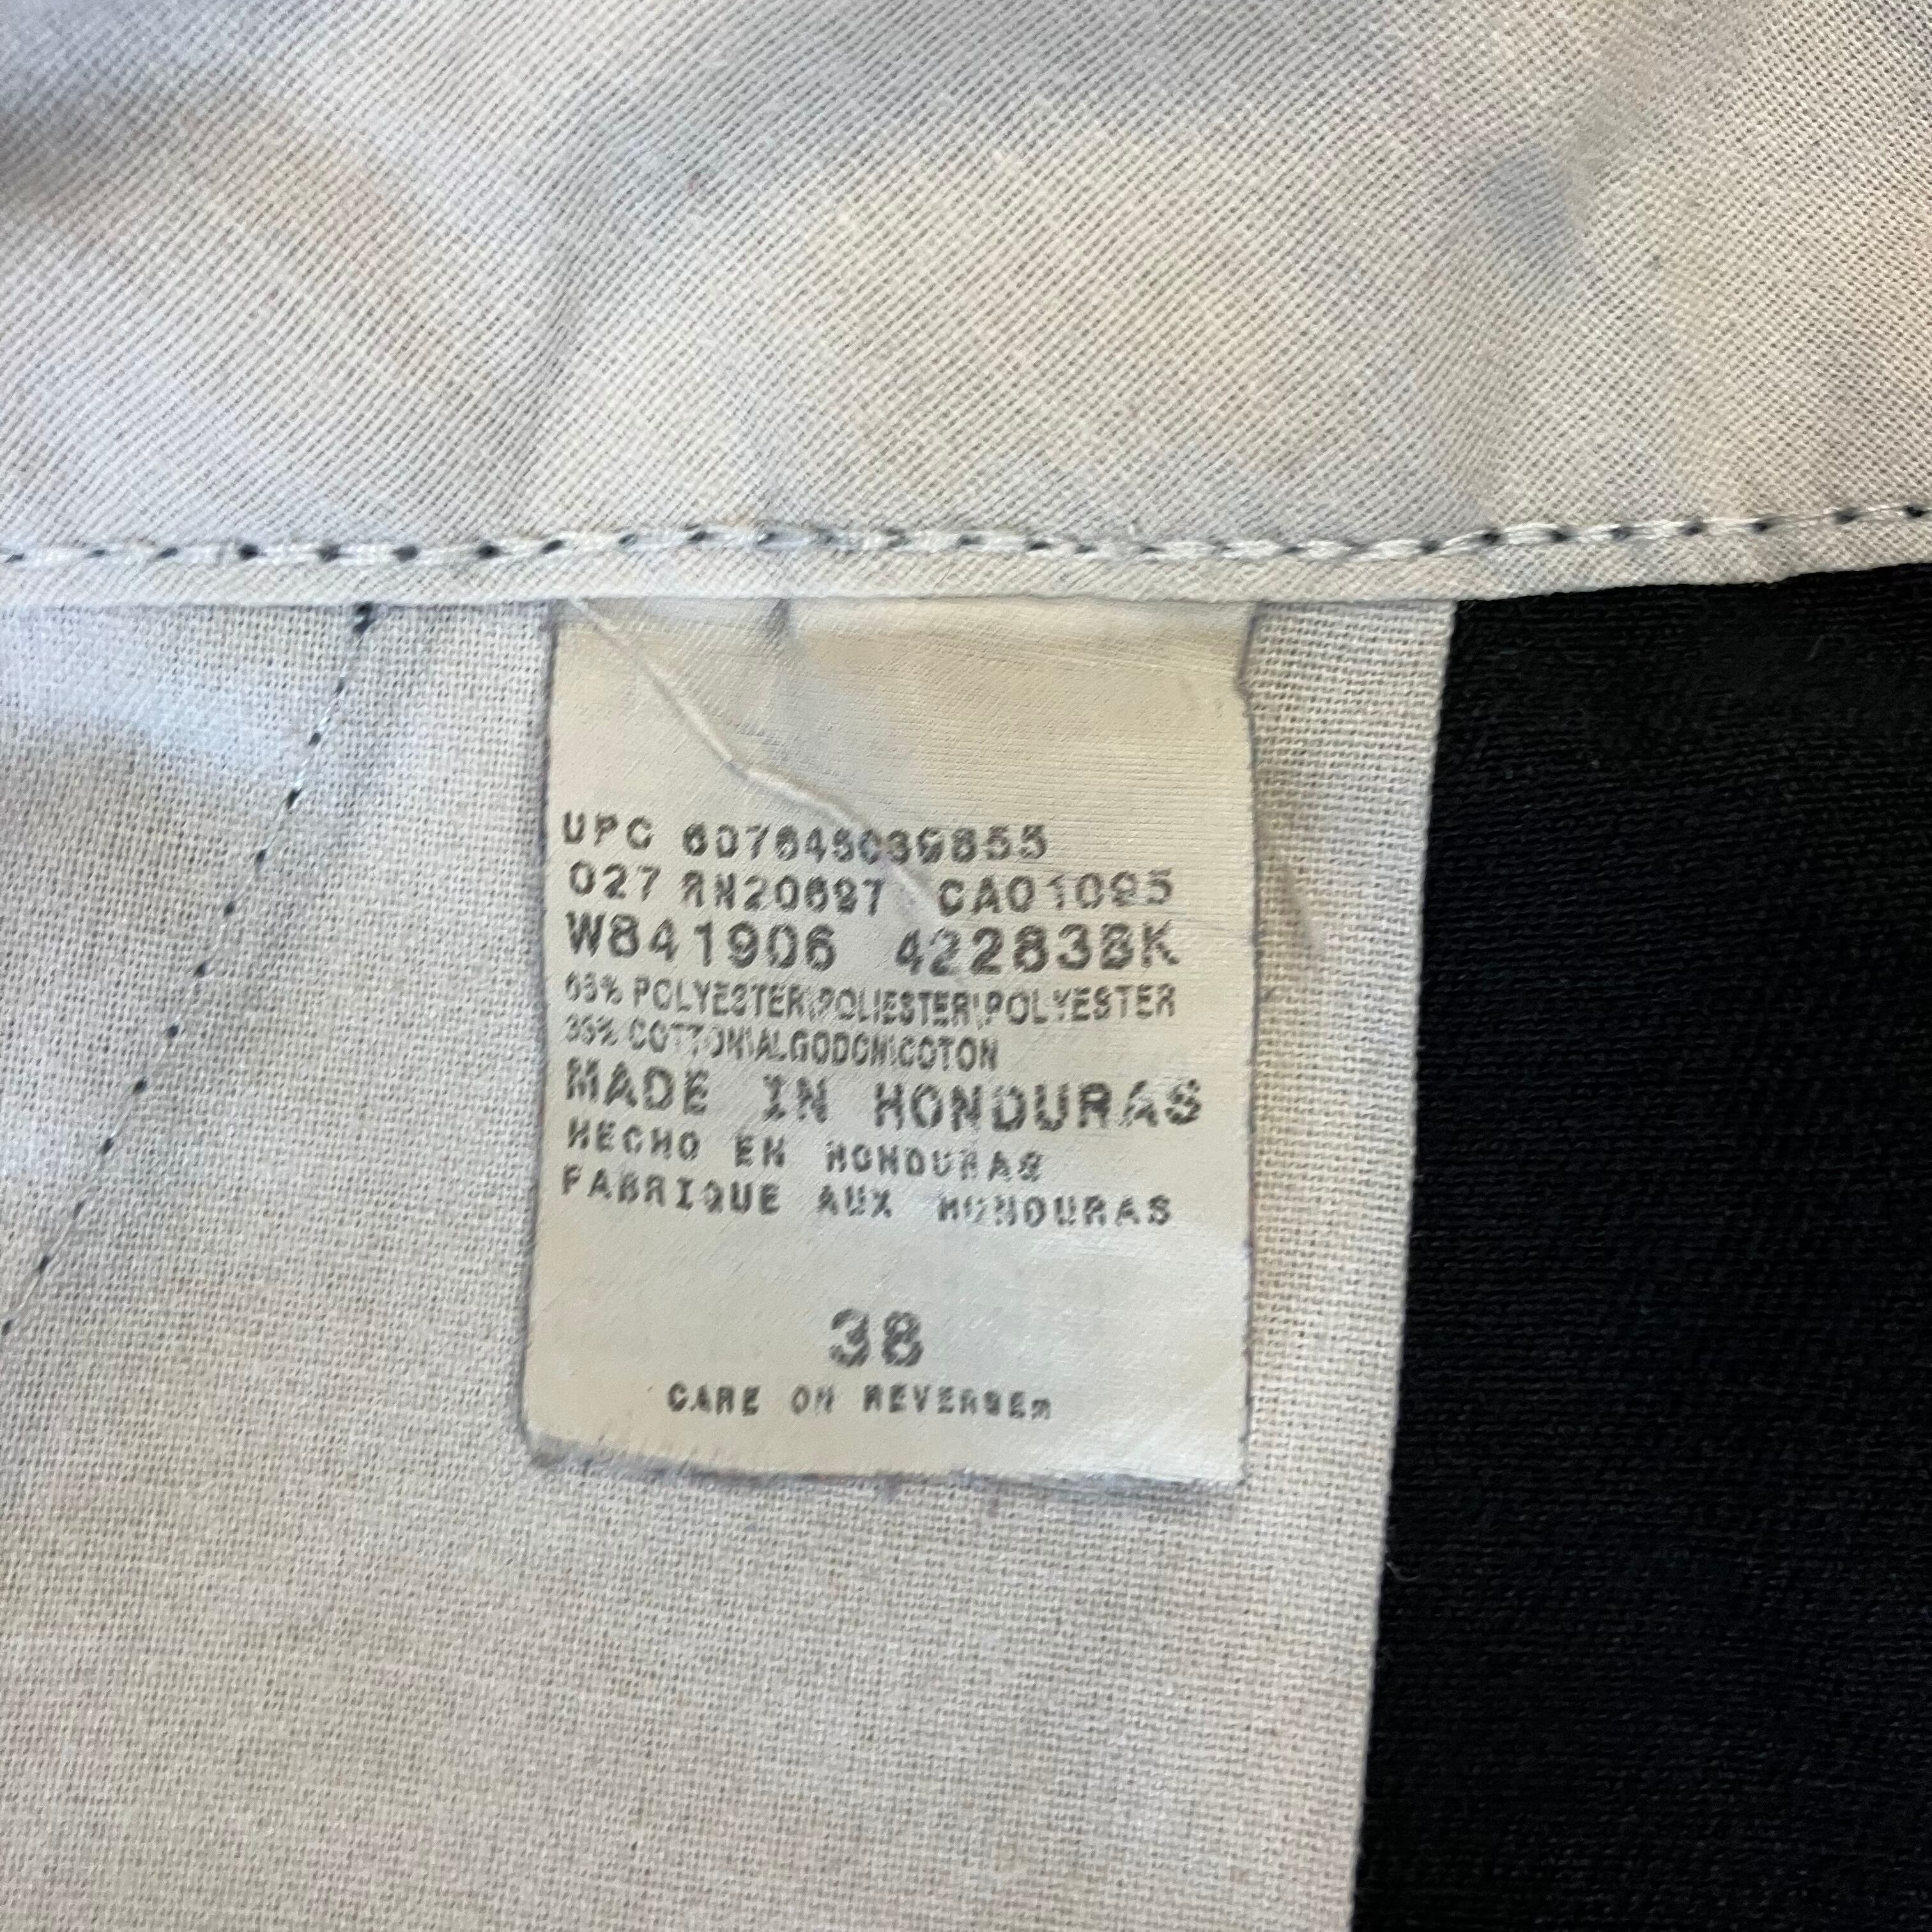 UPC 607645039855
027 RN20697 CA01095
W841906 42283BK
65% POLYESTER\POLIESTER\POLYESTER
35% COTTON\ALGODON\COTON
MADE IN HONDURAS
HECHO EN HONDURAS
FABRIQUE AUX HONDURAS
38
CARE ON REVERSE